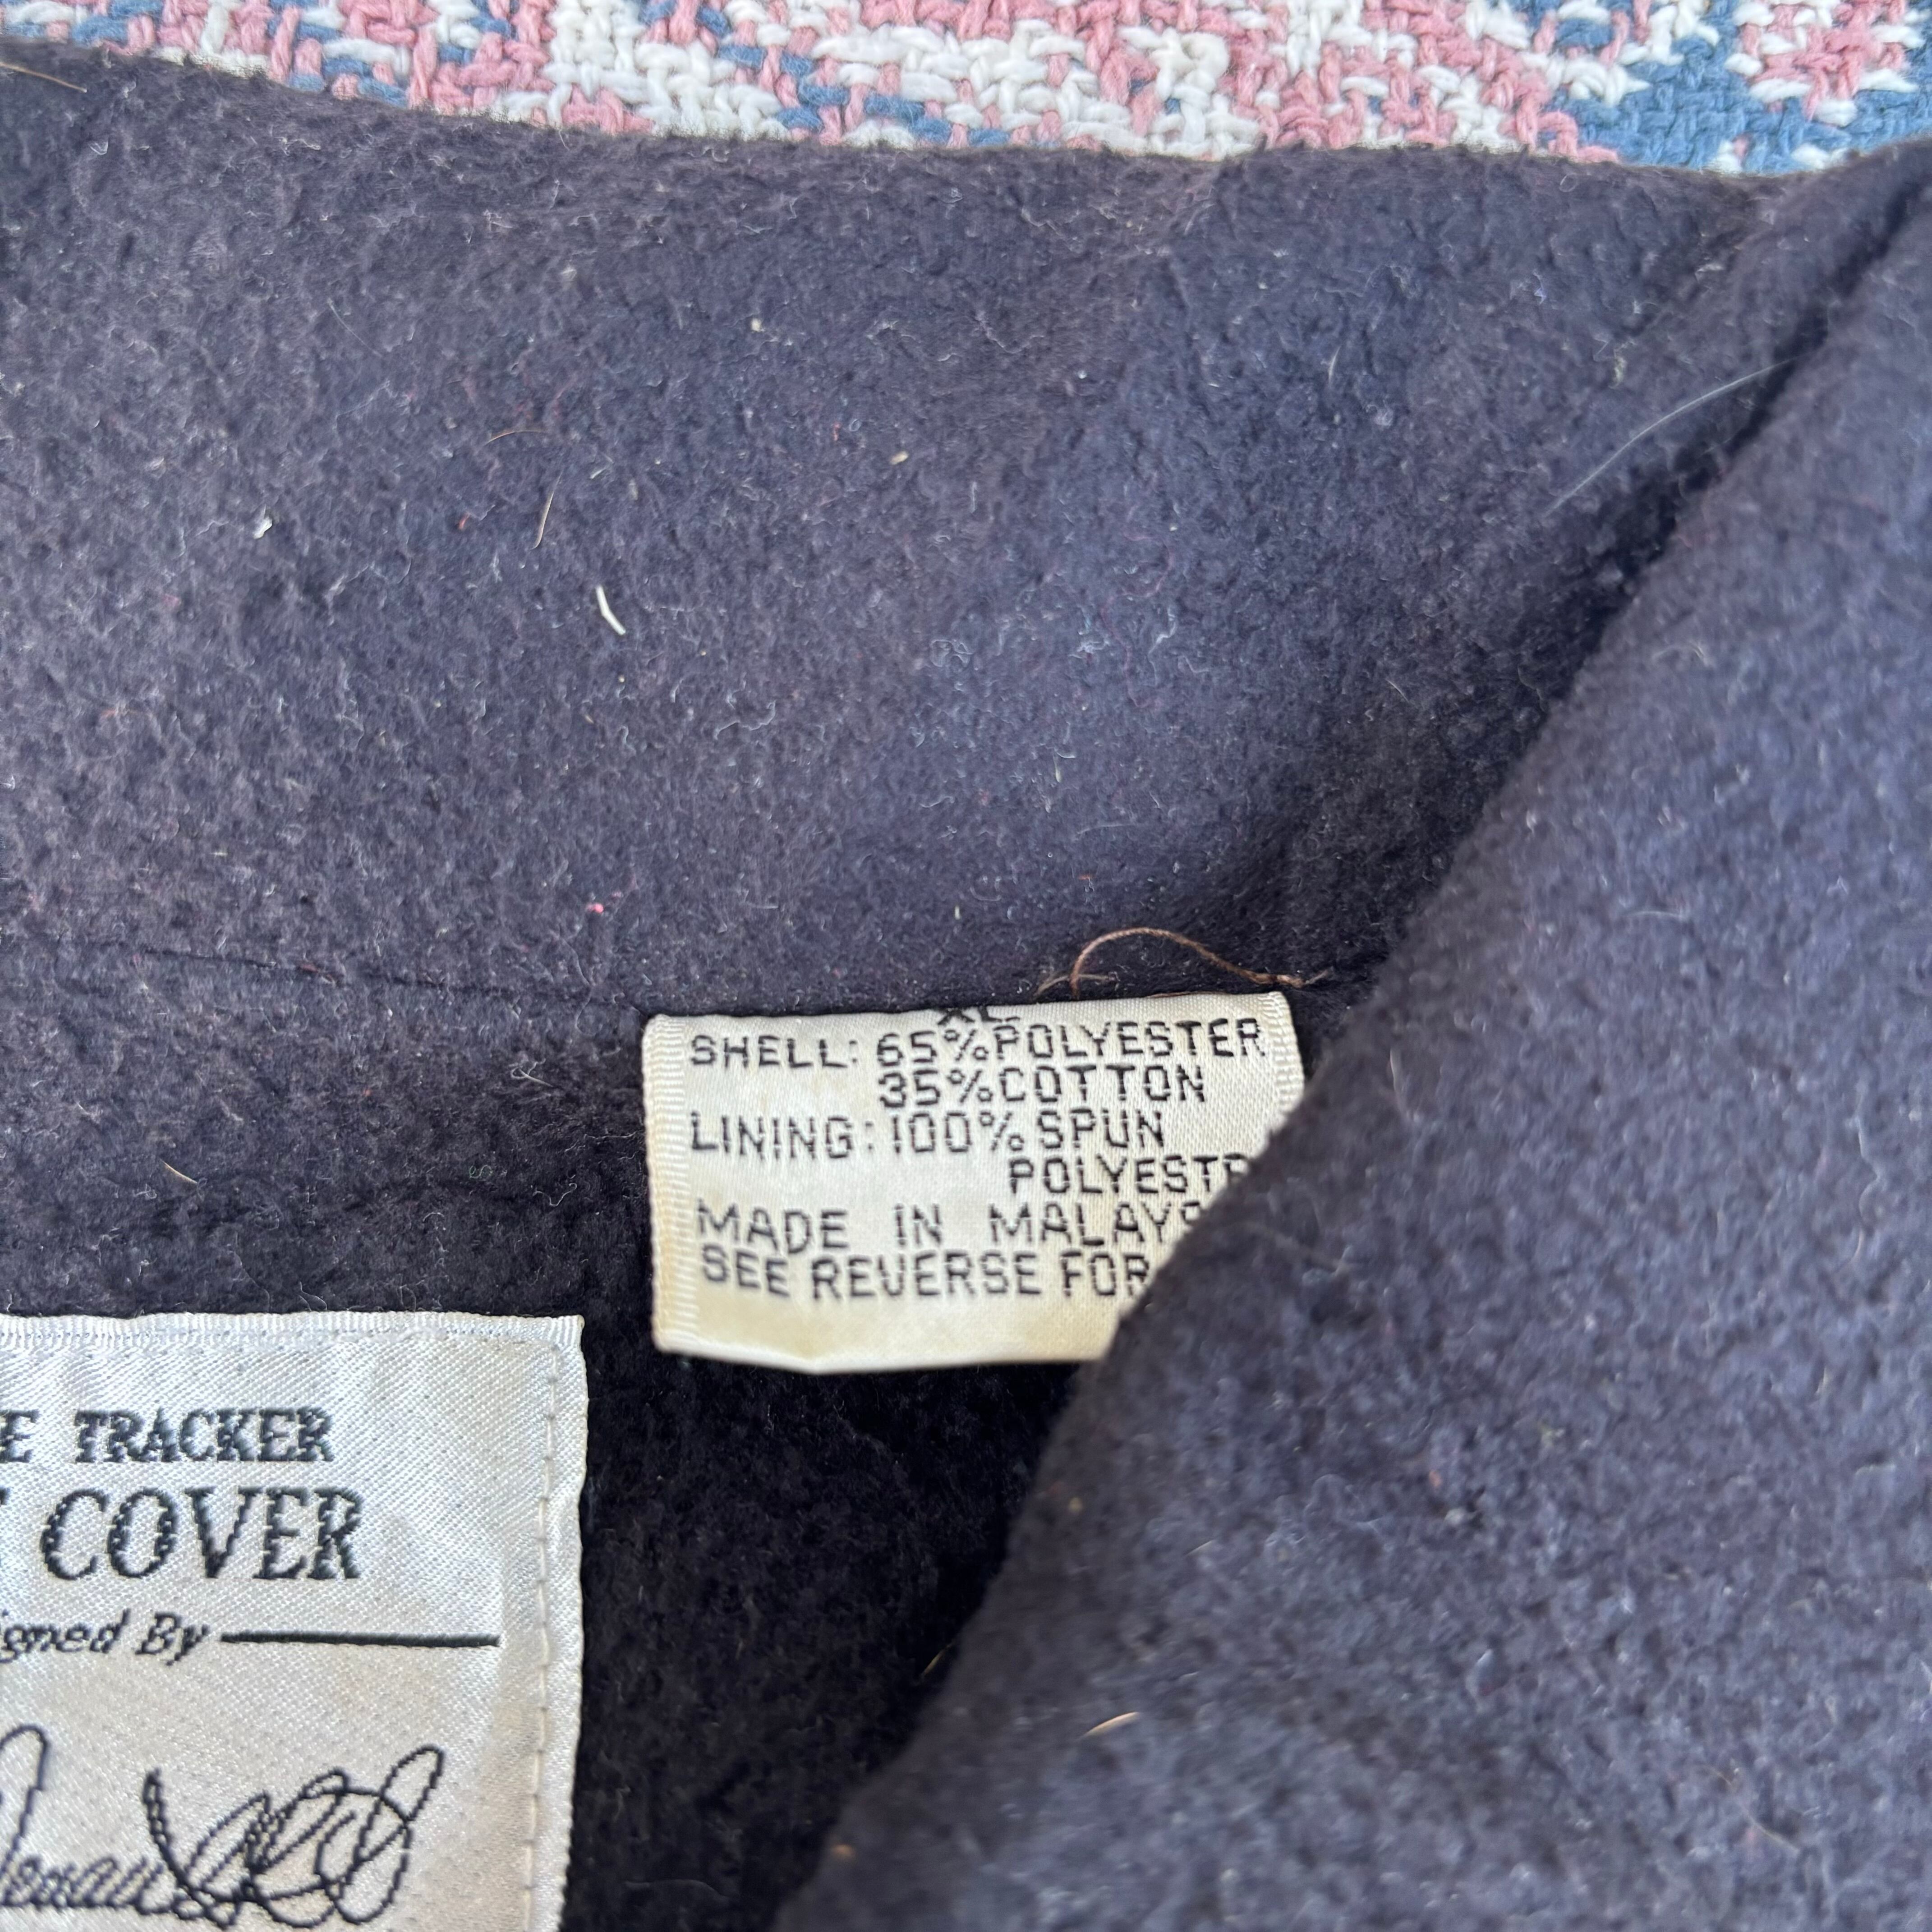 XL
SHELL: 65% POLYESTER
35% COTTON
LINING: 100% SPUN
POLYESTR
MADE IN MALAYS
SEE REVERSE FOR
E TRACKER
COVER
igned By